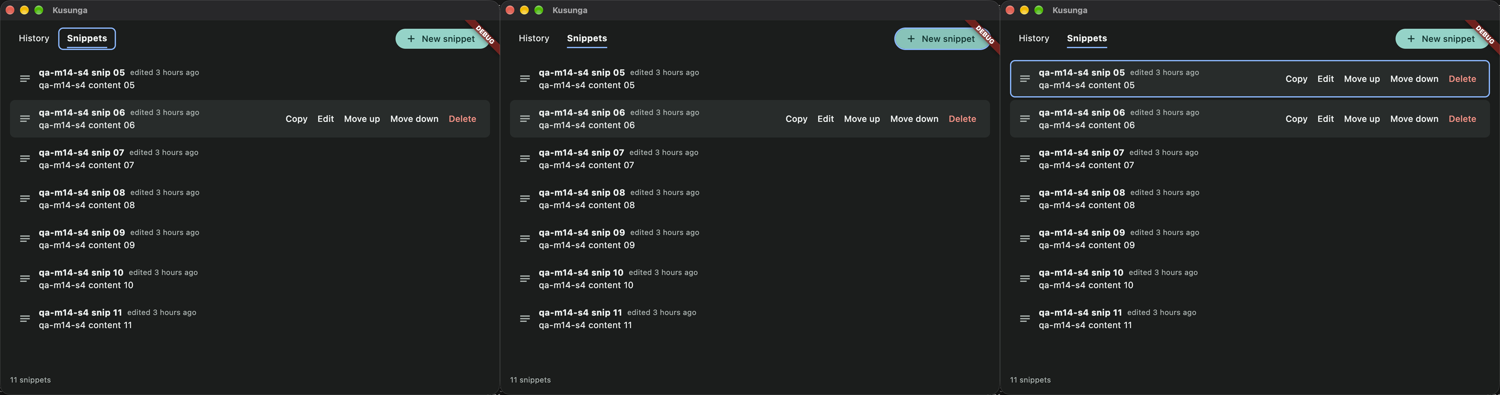 Kusunga
History Snippets + New snippet
DEBUG
qa-m14-s4 snip 05 edited 3 hours ago
qa-m14-s4 content 05
qa-m14-s4 snip 06 edited 3 hours ago
qa-m14-s4 content 06
Copy Edit Move up Move down Delete
qa-m14-s4 snip 07 edited 3 hours ago
qa-m14-s4 content 07
qa-m14-s4 snip 08 edited 3 hours ago
qa-m14-s4 content 08
qa-m14-s4 snip 09 edited 3 hours ago
qa-m14-s4 content 09
qa-m14-s4 snip 10 edited 3 hours ago
qa-m14-s4 content 10
qa-m14-s4 snip 11 edited 3 hours ago
qa-m14-s4 content 11
11 snippets
Kusunga
History Snippets + New snippet
DEBUG
qa-m14-s4 snip 05 edited 3 hours ago
qa-m14-s4 content 05
qa-m14-s4 snip 06 edited 3 hours ago
qa-m14-s4 content 06
Copy Edit Move up Move down Delete
qa-m14-s4 snip 07 edited 3 hours ago
qa-m14-s4 content 07
qa-m14-s4 snip 08 edited 3 hours ago
qa-m14-s4 content 08
qa-m14-s4 snip 09 edited 3 hours ago
qa-m14-s4 content 09
qa-m14-s4 snip 10 edited 3 hours ago
qa-m14-s4 content 10
qa-m14-s4 snip 11 edited 3 hours ago
qa-m14-s4 content 11
11 snippets
Kusunga
History Snippets + New snippet
DEBUG
qa-m14-s4 snip 05 edited 3 hours ago
qa-m14-s4 content 05
Copy Edit Move up Move down Delete
qa-m14-s4 snip 06 edited 3 hours ago
qa-m14-s4 content 06
Copy Edit Move up Move down Delete
qa-m14-s4 snip 07 edited 3 hours ago
qa-m14-s4 content 07
qa-m14-s4 snip 08 edited 3 hours ago
qa-m14-s4 content 08
qa-m14-s4 snip 09 edited 3 hours ago
qa-m14-s4 content 09
qa-m14-s4 snip 10 edited 3 hours ago
qa-m14-s4 content 10
qa-m14-s4 snip 11 edited 3 hours ago
qa-m14-s4 content 11
11 snippets